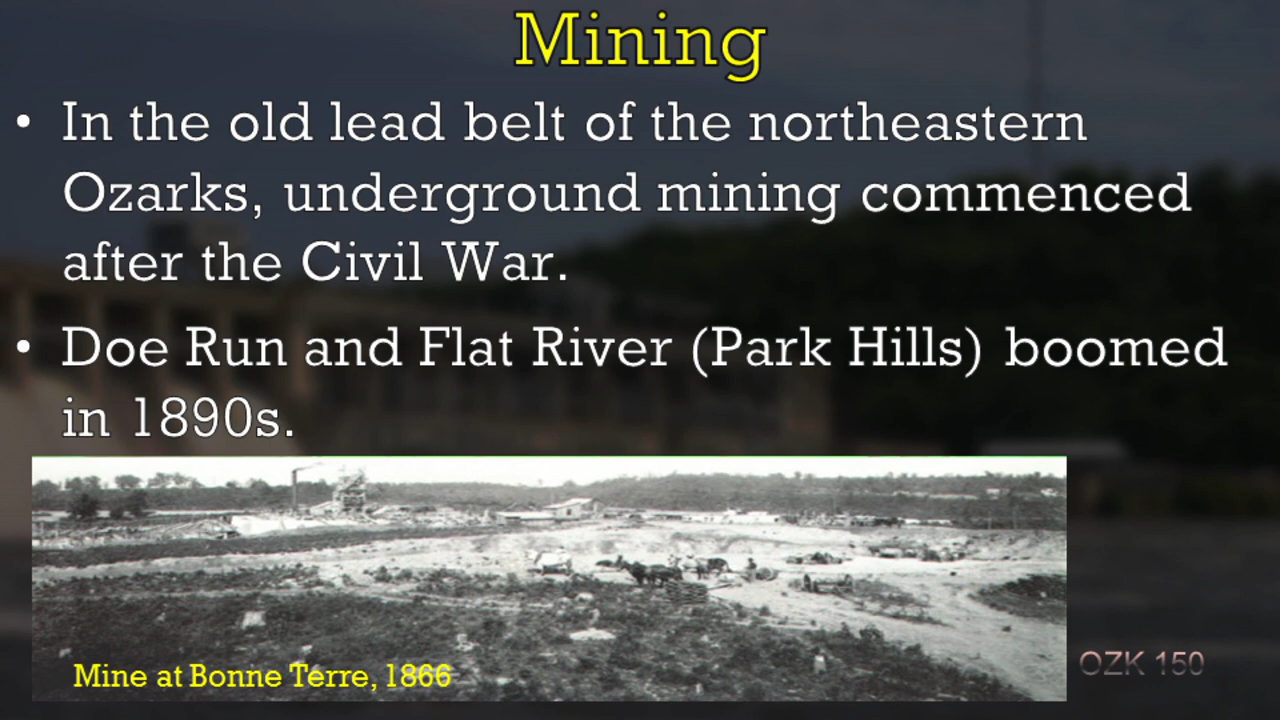 Mining
• In the old lead belt of the northeastern
Ozarks, underground mining commenced
after the Civil War.
• Doe Run and Flat River (Park Hills) boomed
in 1890s.
Mine at Bonne Terre, 1866
OZK 150